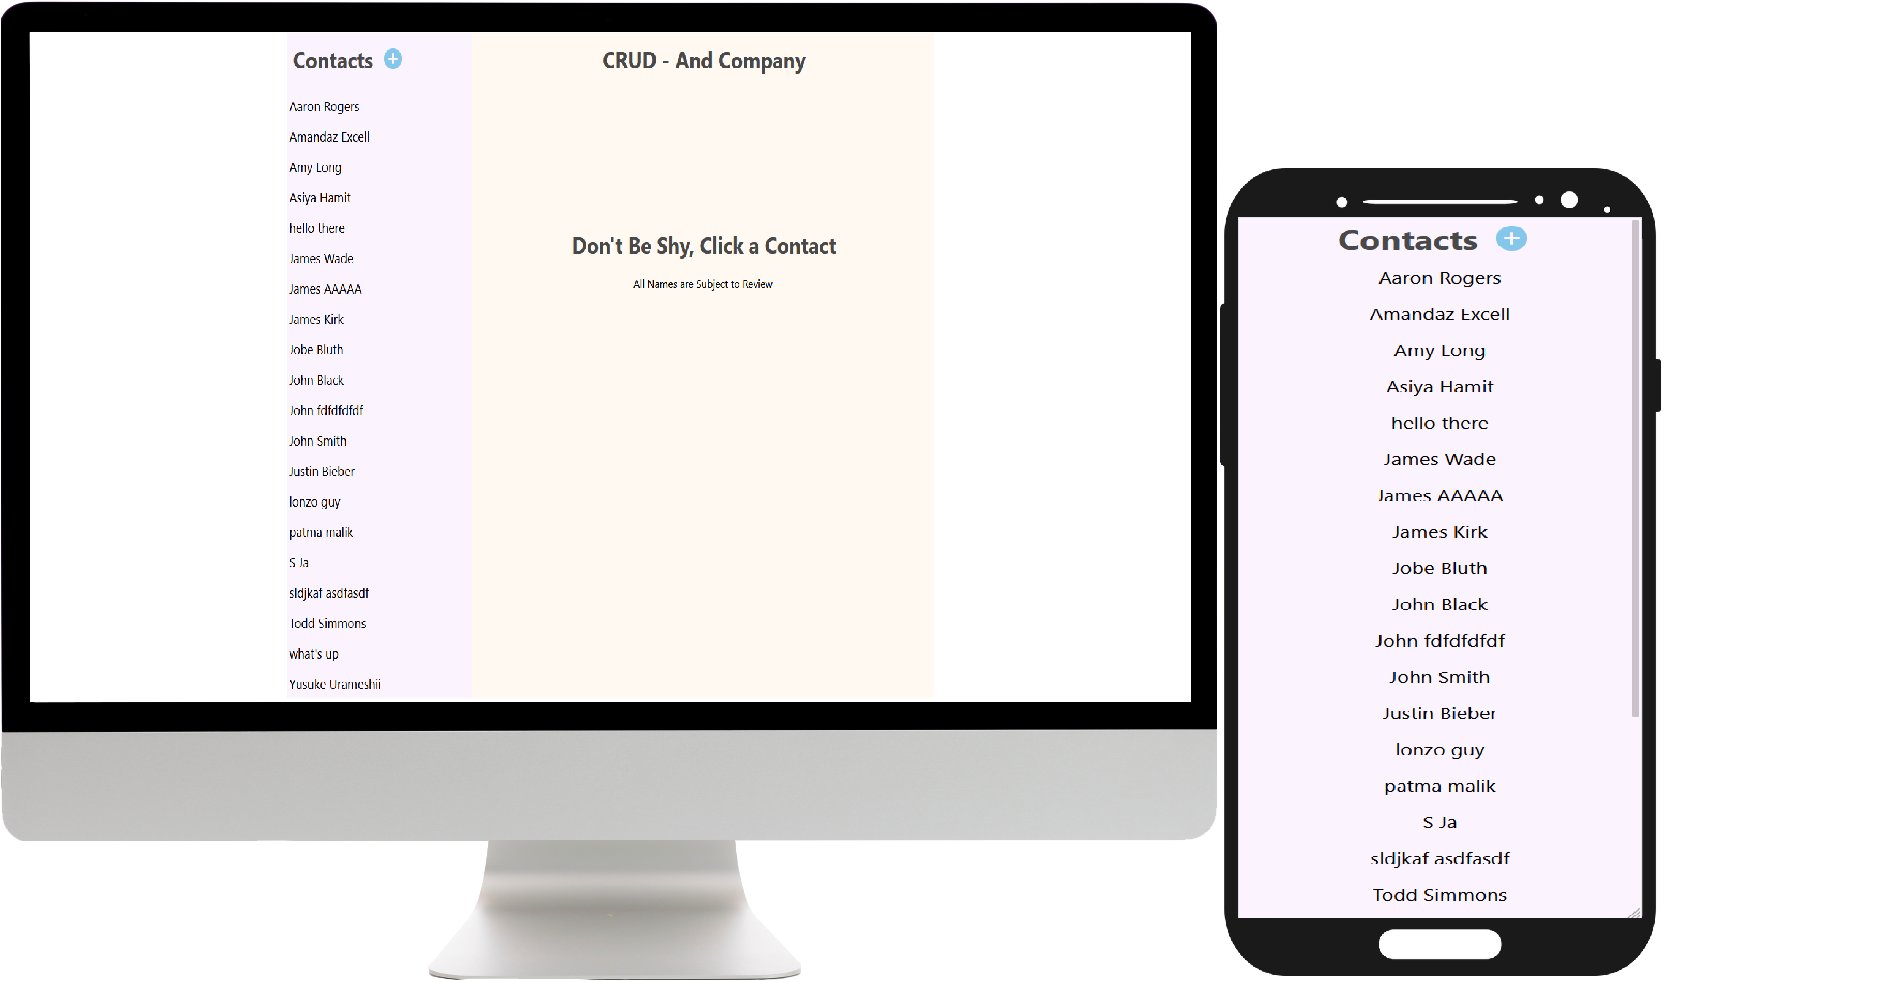 Contacts
Aaron Rogers
Amandaz Excell
Amy Long
Asiya Hamit
hello there
James Wade
James AAAAA
James Kirk
Jobe Bluth
John Black
John fdfdfdfdf
John Smith
Justin Bieber
lonzo guy
patma malik
S Ja
sldjkaf asdfasdf
Todd Simmons
what's up
Yusuke Urameshii
CRUD - And Company
Don't Be Shy, Click a Contact
All Names are Subject to Review
Contacts
Aaron Rogers
Amandaz Excell
Amy Long
Asiya Hamit
hello there
James Wade
James AAAAA
James Kirk
Jobe Bluth
John Black
John fdfdfdfdf
John Smith
Justin Bieber
lonzo guy
patma malik
S Ja
sldjkaf asdfasdf
Todd Simmons